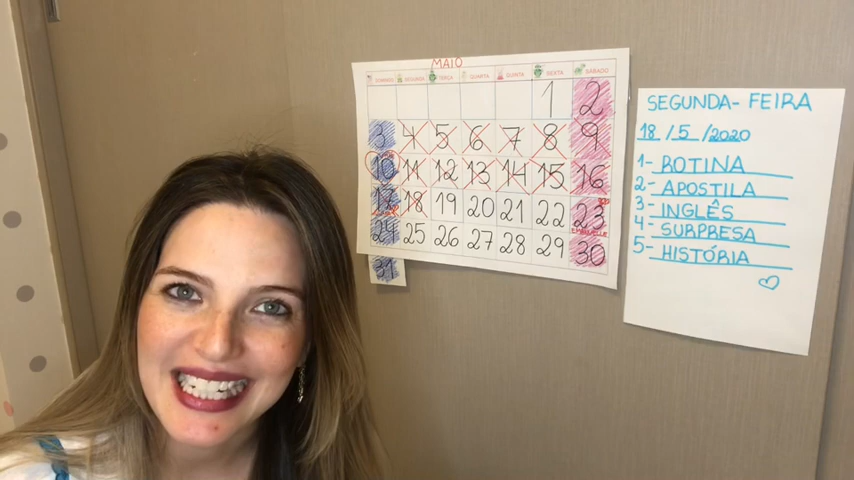 MAIO
DOMINGO SEGUNDA TERÇA QUARTA QUINTA SEXTA SÁBADO
1 2
3 4 5 6 7 8 9
10 11 12 13 14 15 16
17 18 19 20 21 22 23
24 25 26 27 28 29 30
31
SEGUNDA-FEIRA
18/5/2020
1- ROTINA
2- APOSTILA
3- INGLÊS
4- SURPRESA
5- HISTÓRIA